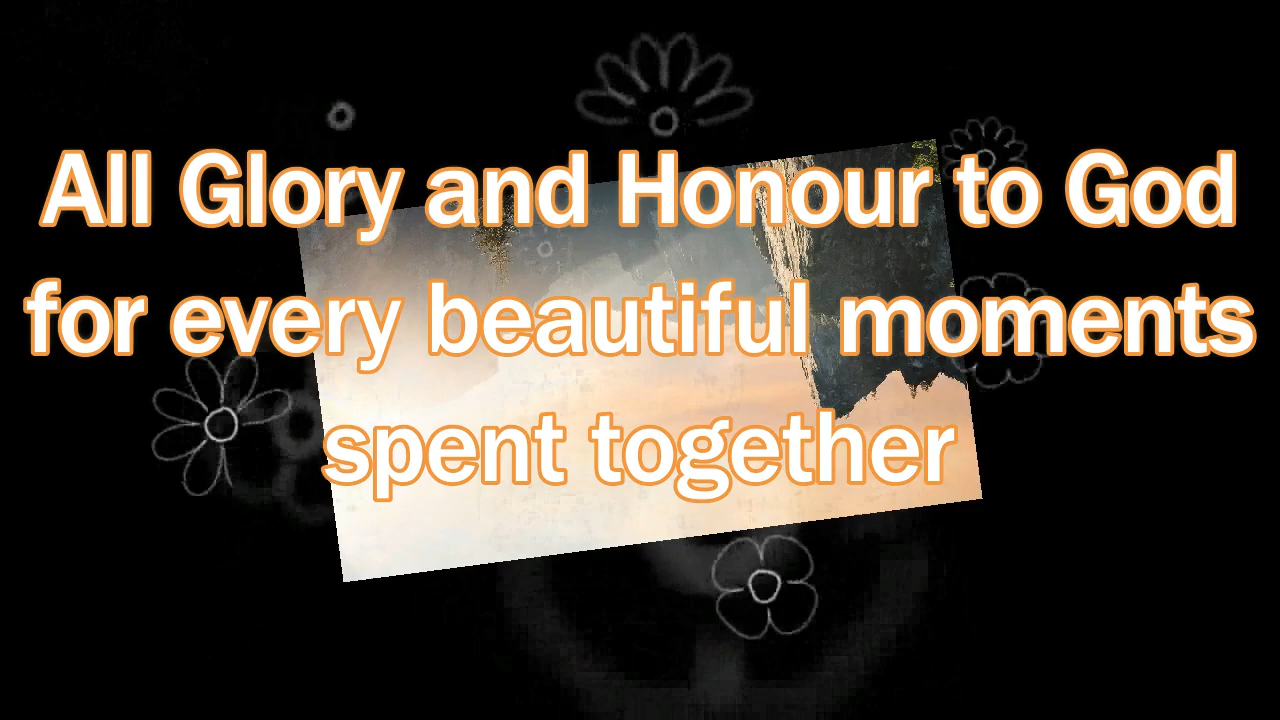 All Glory and Honour to God
for every beautiful moments
spent together